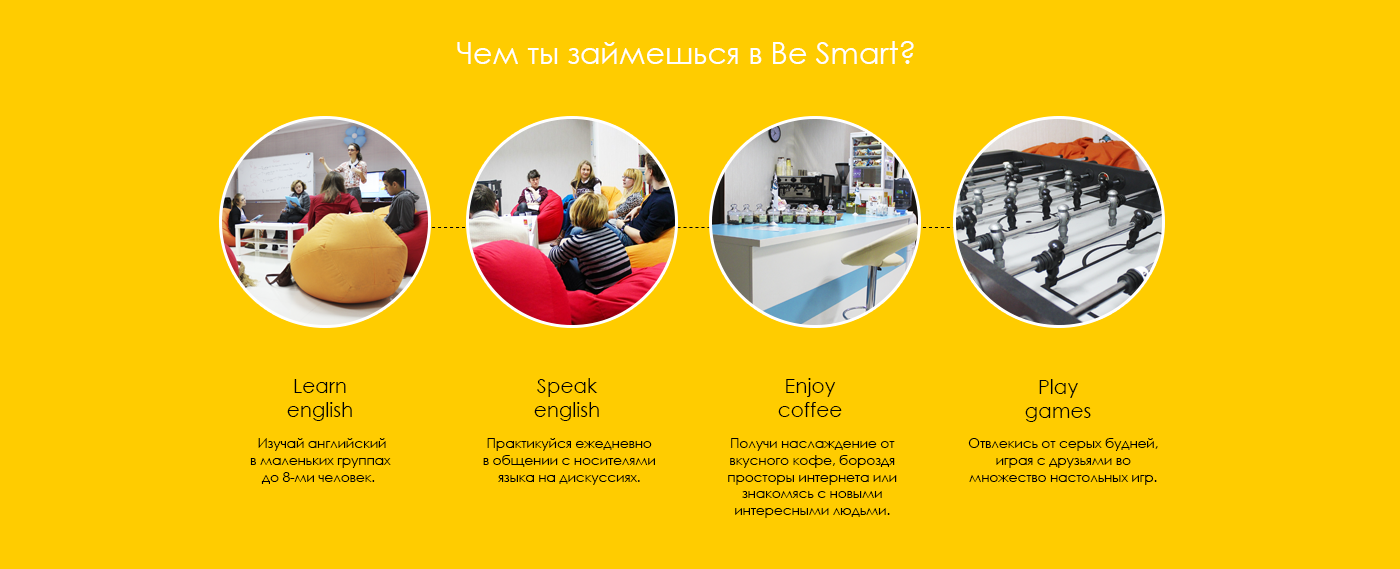 Чем ты займешься в Be Smart?
Learn
english
Изучай английский
в маленьких группах
до 8-ми человек.
Speak
english
Практикуйся ежедневно
в общении с носителями
языка на дискуссиях.
Enjoy
coffee
Получи наслаждение от
вкусного кофе, бороздя
просторы интернета или
знакомясь с новыми
интересными людьми.
Play
games
Отвлекись от серых будней,
играя с друзьями во
множество настольных игр.